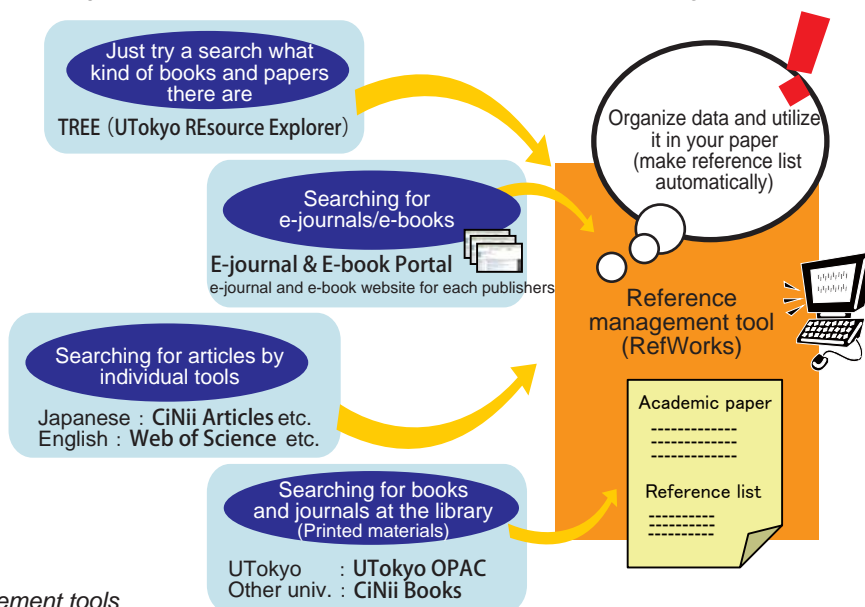 Just try a search what
kind of books and papers
there are
TREE（UTokyo REsource Explorer）
Searching for
e-journals/e-books
E-journal & E-book Portal
e-journal and e-book website for each publishers
Searching for articles by
individual tools
Japanese : CiNii Articles etc.
English : Web of Science etc.
Searching for books
and journals at the library
(Printed materials)
UTokyo : UTokyo OPAC
Other univ. : CiNii Books
Organize data and utilize
it in your paper
(make reference list
automatically)
Reference
management tool
(RefWorks)
Academic paper
Reference list
ement tools